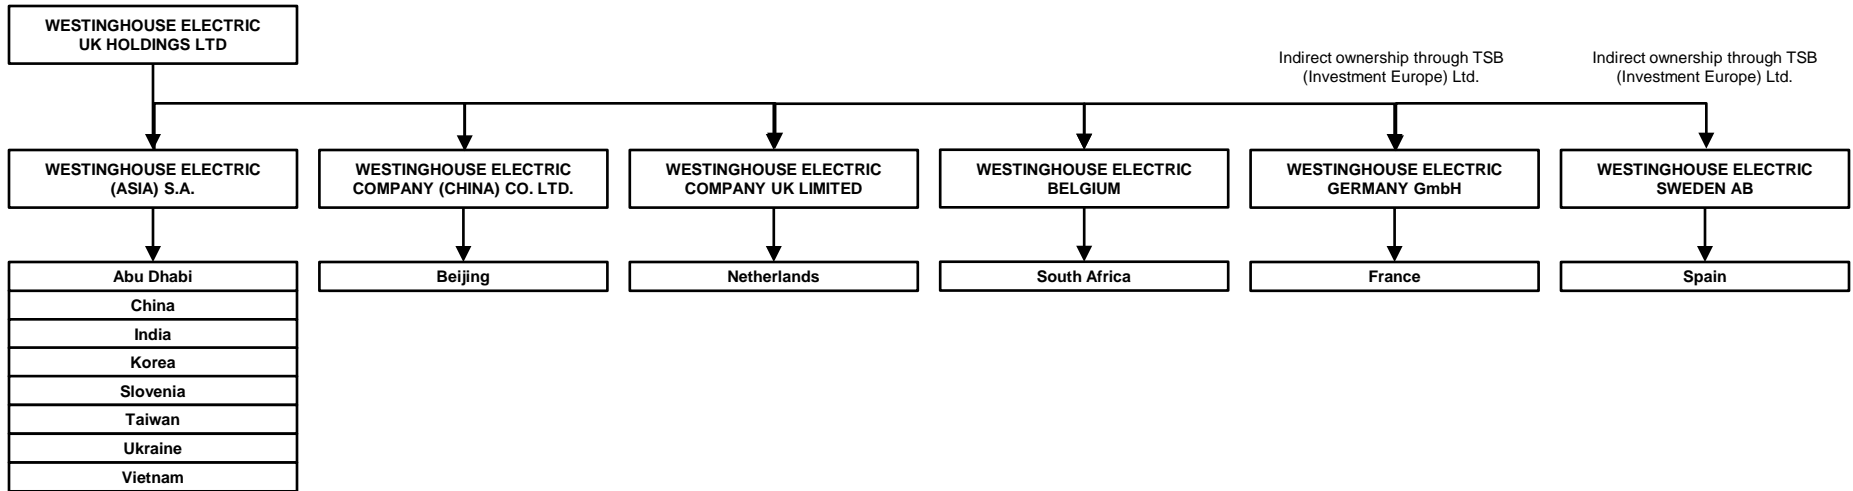 WESTINGHOUSE ELECTRIC
UK HOLDINGS LTD
Indirect ownership through TSB
(Investment Europe) Ltd.
Indirect ownership through TSB
(Investment Europe) Ltd.
WESTINGHOUSE ELECTRIC
(ASIA) S.A.
WESTINGHOUSE ELECTRIC
COMPANY (CHINA) CO. LTD.
WESTINGHOUSE ELECTRIC
COMPANY UK LIMITED
WESTINGHOUSE ELECTRIC
BELGIUM
WESTINGHOUSE ELECTRIC
GERMANY GmbH
WESTINGHOUSE ELECTRIC
SWEDEN AB
Abu Dhabi
China
India
Korea
Slovenia
Taiwan
Ukraine
Vietnam
Beijing
Netherlands
South Africa
France
Spain